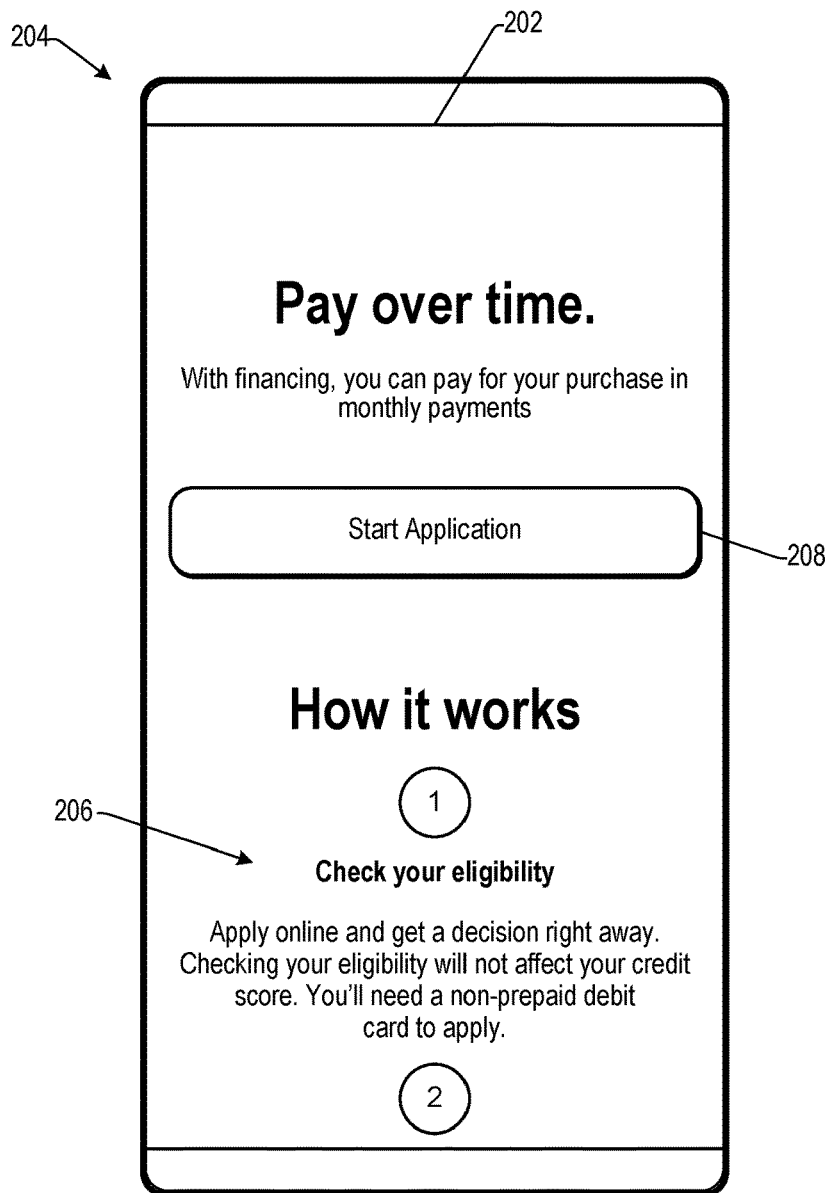 202
204
Pay over time.
With financing, you can pay for your purchase in
monthly payments
Start Application
208
How it works
1
206
Check your eligibility
Apply online and get a decision right away.
Checking your eligibility will not affect your credit
score. You'll need a non-prepaid debit
card to apply.
2